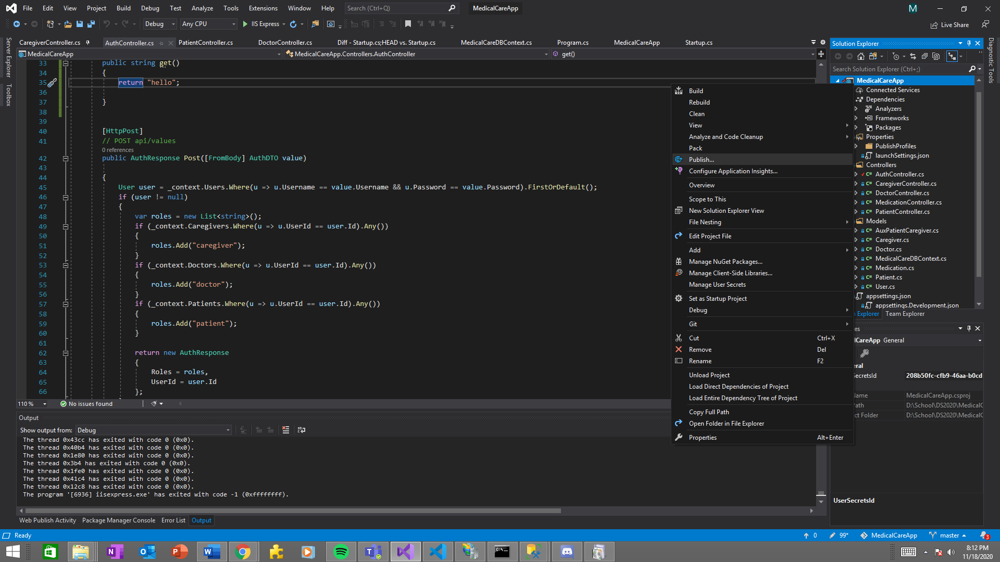 File Edit View Project Build Debug Test Analyze Tools Extensions Window Help Search (Ctrl+Q) MedicalCareApp M
Debug Any CPU IIS Express Live Share
CaregiverController.cs AuthController.cs PatientController.cs DoctorController.cs Diff - Startup.cs;HEAD vs. Startup.cs MedicalCareDBContext.cs Program.cs MedicalCareApp Startup.cs
MedicalCareApp MedicalCareApp.Controllers.AuthController get()
Server Explorer
Toolbox
33 public string get()
34 {
35 return "hello";
36
37 }
38
39
40 [HttpPost]
41 // POST api/values
0 references
42 public AuthResponse Post([FromBody] AuthDTO value)
43
44 {
45 User user = _context.Users.Where(u => u.Username == value.Username && u.Password == value.Password).FirstOrDefault();
46 if (user != null)
47 {
48 var roles = new List<string>();
49 if (_context.Caregivers.Where(u => u.UserId == user.Id).Any())
50 {
51 roles.Add("caregiver");
52 }
53 if (_context.Doctors.Where(u => u.UserId == user.Id).Any())
54 {
55 roles.Add("doctor");
56 }
57 if (_context.Patients.Where(u => u.UserId == user.Id).Any())
58 {
59 roles.Add("patient");
60 }
61
62 return new AuthResponse
63 {
64 Roles = roles,
65 UserId = user.Id
66 };
110 % No issues found
Output
Show output from: Debug
The thread 0x43cc has exited with code 0 (0x0).
The thread 0x40b4 has exited with code 0 (0x0).
The thread 0x1e80 has exited with code 0 (0x0).
The thread 0x3b4 has exited with code 0 (0x0).
The thread 0x1fe0 has exited with code 0 (0x0).
The thread 0x41c4 has exited with code 0 (0x0).
The thread 0x12c8 has exited with code 0 (0x0).
The program '[6936] iisexpress.exe' has exited with code -1 (0xffffffff).
Web Publish Activity Package Manager Console Error List Output
Build
Rebuild
Clean
View
Analyze and Code Cleanup
Pack
Publish...
Configure Application Insights...
Overview
Scope to This
New Solution Explorer View
File Nesting
Edit Project File
Add
Manage NuGet Packages...
Manage Client-Side Libraries...
Manage User Secrets
Set as Startup Project
Debug
Git
Cut Ctrl+X
Remove Del
Rename F2
Unload Project
Load Direct Dependencies of Project
Load Entire Dependency Tree of Project
Copy Full Path
Open Folder in File Explorer
Properties Alt+Enter
Solution Explorer
Search Solution Explorer (Ctrl+;)
MedicalCareApp
Connected Services
Dependencies
Analyzers
Frameworks
Packages
Properties
PublishProfiles
launchSettings.json
Controllers
C# AuthController.cs
C# CaregiverController.cs
C# DoctorController.cs
C# MedicationController.cs
C# PatientController.cs
Models
C# AuxPatientCaregiver.cs
C# Caregiver.cs
C# Doctor.cs
C# MedicalCareDBContext.cs
C# Medication.cs
C# Patient.cs
C# User.cs
appsettings.json
appsettings.Development.json
Explorer Team Explorer
es
lCareApp General
eral
SecretsId 208b50fc-cfb9-46aa-b0cd
lame MedicalCareApp.csproj
Path D:\School\DS2020\MedicalC
ct Folder D:\School\DS2020\MedicalC
UserSecretsId
Diagnostic Tools
Ready 0 99* MedicalCareApp master 3
8:12 PM
11/18/2020